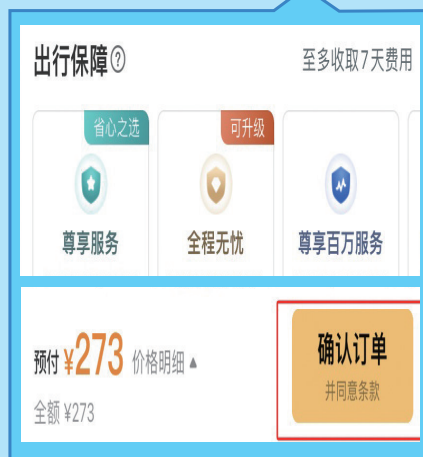 出行保障?
至多收取7天费用
省心之选
可升级
尊享服务
全程无忧
尊享百万服务
预付 ¥273 价格明细▲
全额 ¥273
确认订单
并同意条款